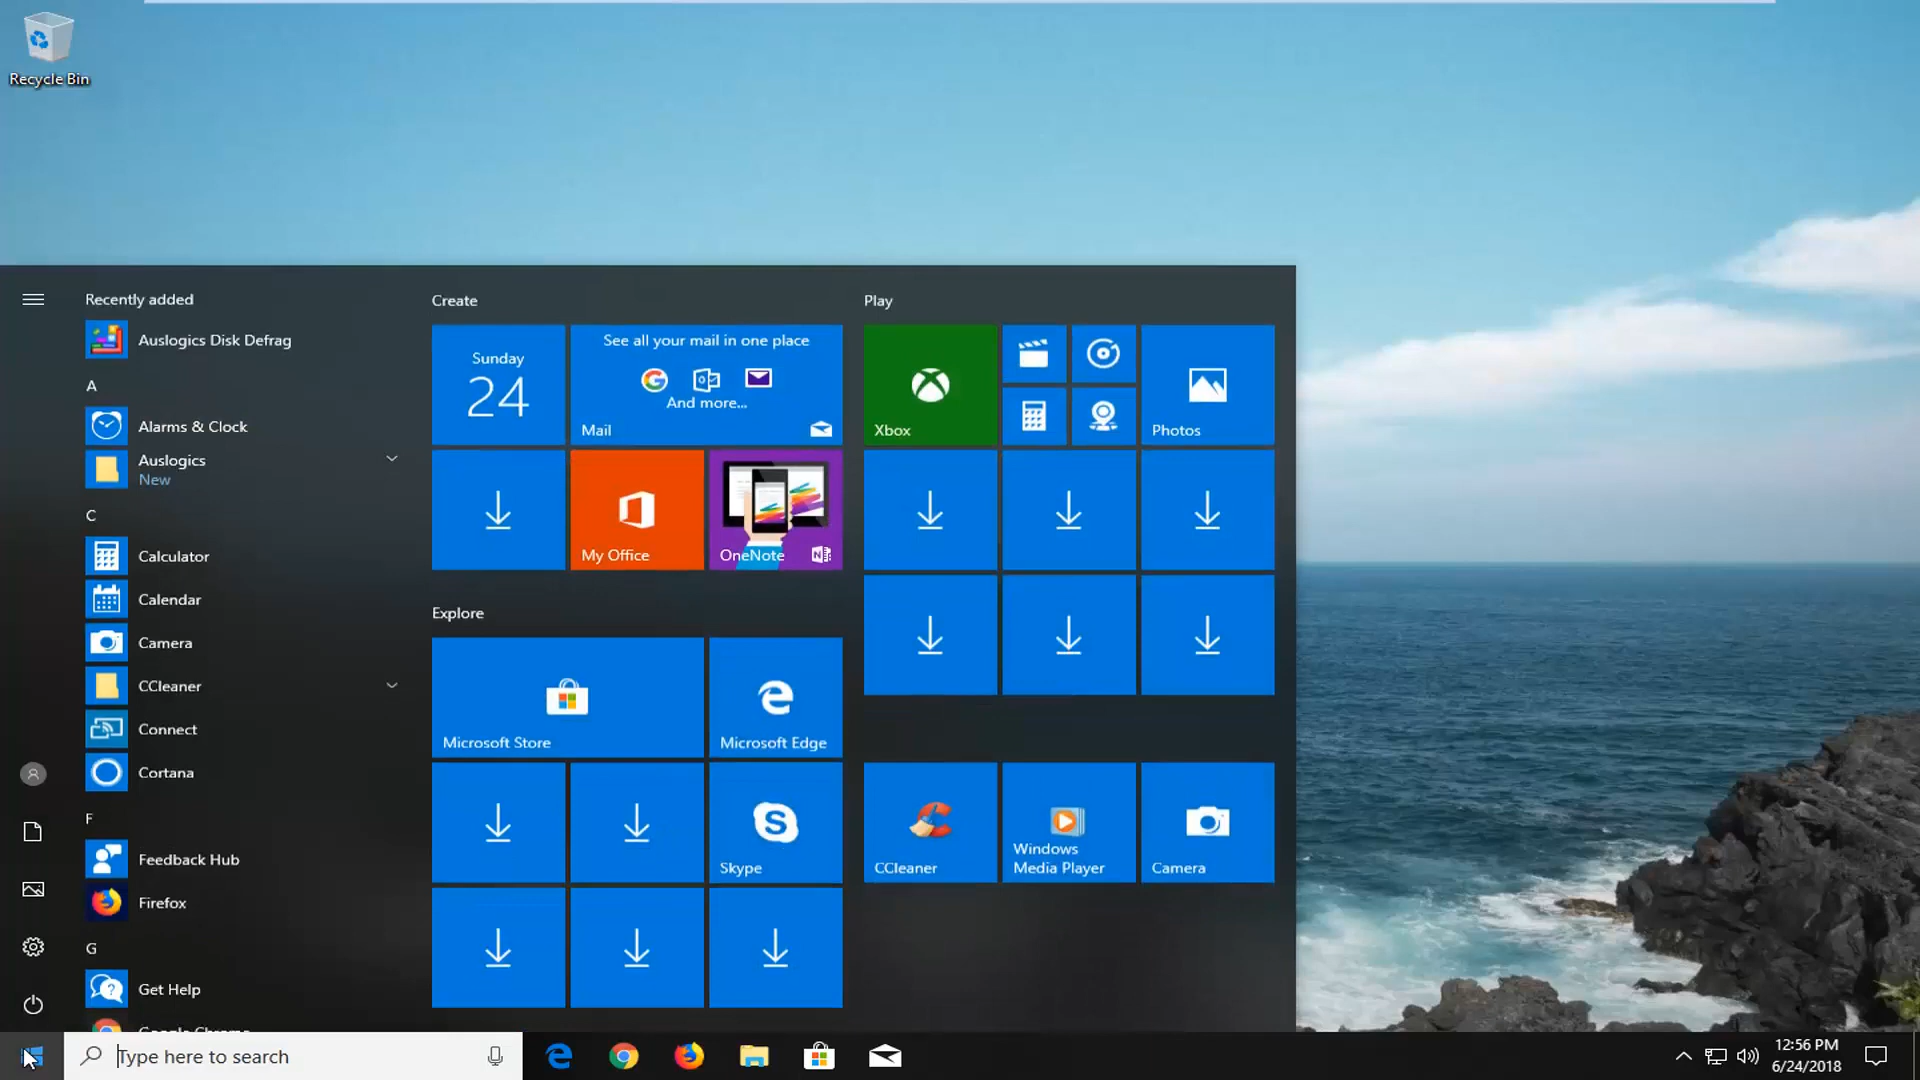 Recycle Bin
Recently added
Auslogics Disk Defrag
A
Alarms & Clock
Auslogics
New
C
Calculator
Calendar
Camera
CCleaner
Connect
Cortana
F
Feedback Hub
Firefox
G
Get Help
Google Chrome
Create
Sunday
24
See all your mail in one place
And more...
Mail
My Office
OneNote
Explore
Microsoft Store
Microsoft Edge
Skype
Play
Xbox
Photos
CCleaner
Windows
Media Player
Camera
Type here to search
12:56 PM
6/24/2018